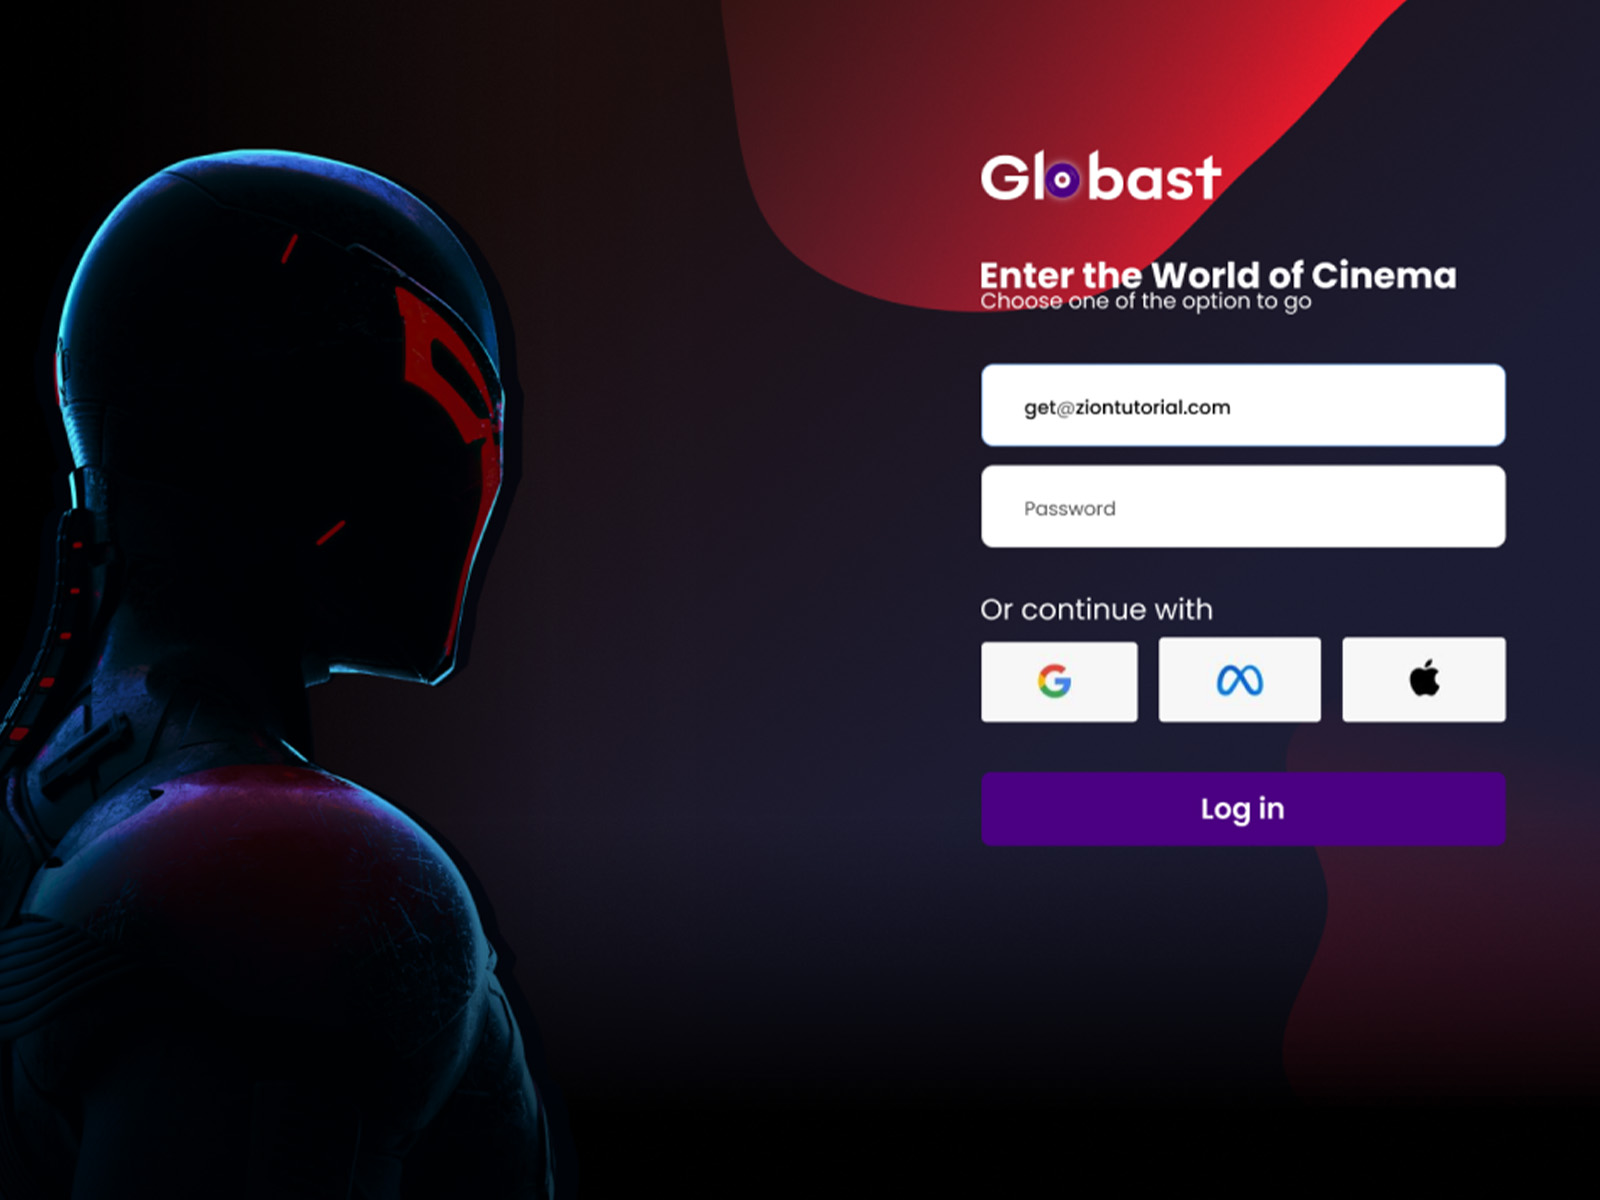 Globast
Enter the World of Cinema
Choose one of the option to go
get@ziontutorial.com
Password
Or continue with
Log in